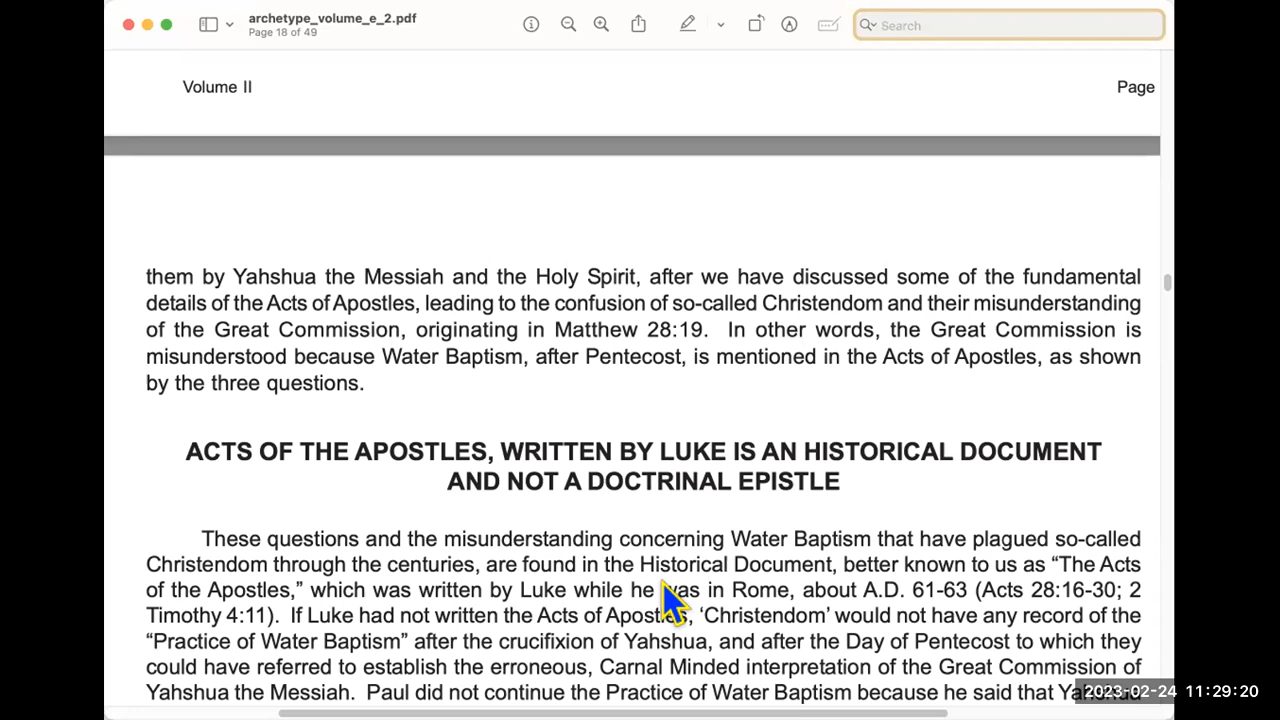 archetype_volume_e_2.pdf
Page 18 of 49
Search
Volume II
Page
them by Yahshua the Messiah and the Holy Spirit, after we have discussed some of the fundamental
details of the Acts of Apostles, leading to the confusion of so-called Christendom and their misunderstanding
of the Great Commission, originating in Matthew 28:19. In other words, the Great Commission is
misunderstood because Water Baptism, after Pentecost, is mentioned in the Acts of Apostles, as shown
by the three questions.
ACTS OF THE APOSTLES, WRITTEN BY LUKE IS AN HISTORICAL DOCUMENT
AND NOT A DOCTRINAL EPISTLE
These questions and the misunderstanding concerning Water Baptism that have plagued so-called
Christendom through the centuries, are found in the Historical Document, better known to us as “The Acts
of the Apostles,” which was written by Luke while he was in Rome, about A.D. 61-63 (Acts 28:16-30; 2
Timothy 4:11). If Luke had not written the Acts of Apostles, ‘Christendom’ would not have any record of the
“Practice of Water Baptism” after the crucifixion of Yahshua, and after the Day of Pentecost to which they
could have referred to establish the erroneous, Carnal Minded interpretation of the Great Commission of
Yahshua the Messiah. Paul did not continue the Practice of Water Baptism because he said that
2023-02-24 11:29:20